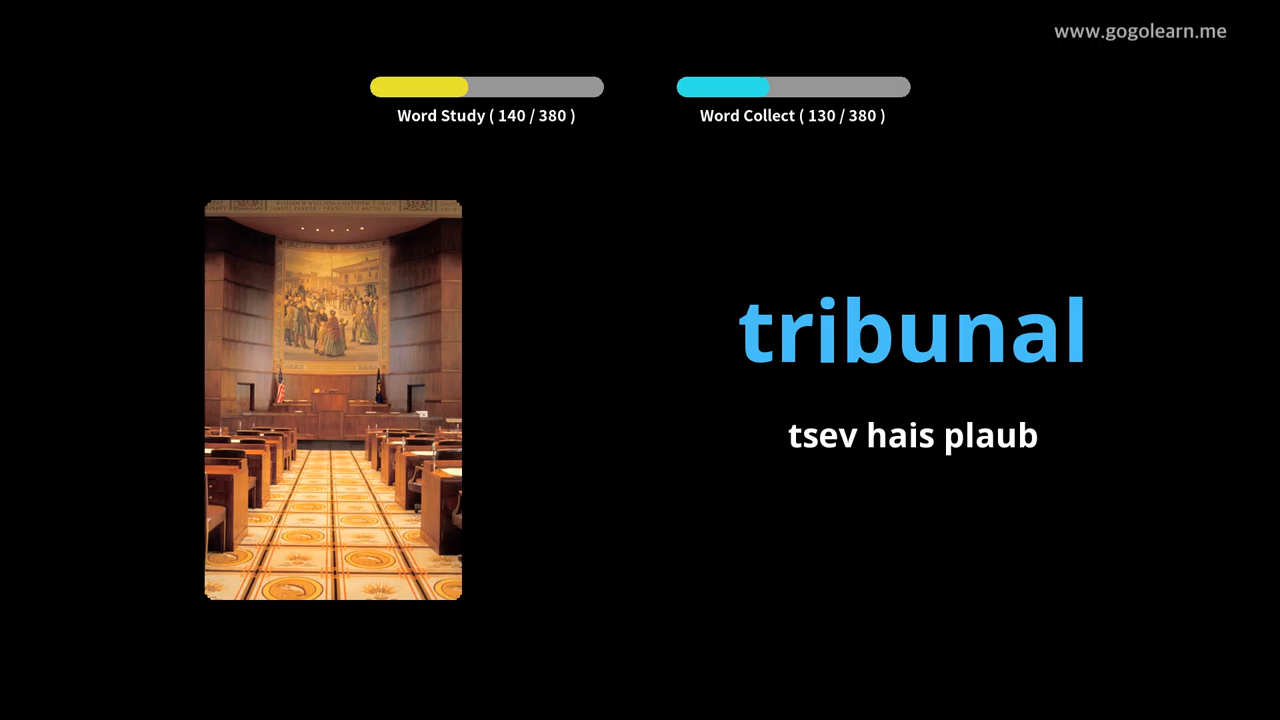 www.gogolearn.me
Word Study ( 140 / 380 )
Word Collect ( 130 / 380 )
tribunal
tsev hais plaub